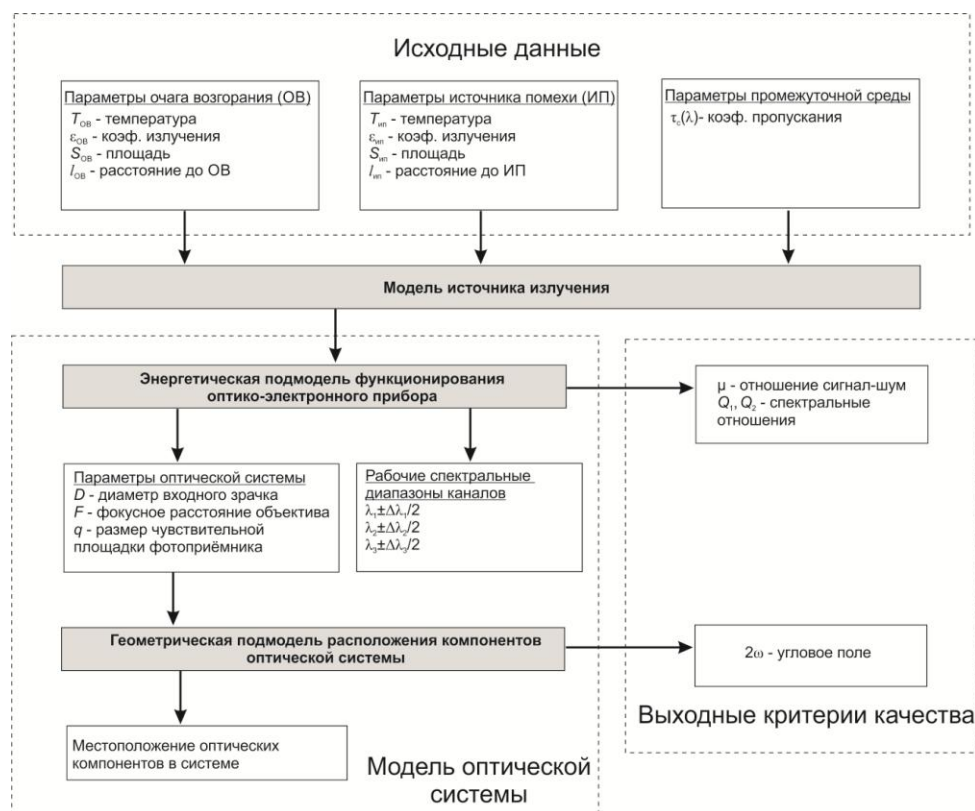 Исходные данные
Параметры очага возгорания (ОВ)
Tов - температура
εов - коэф. излучения
Sов - площадь
lов - расстояние до ОВ
Параметры источника помехи (ИП)
Tип - температура
εип - коэф. излучения
Sип - площадь
lип - расстояние до ИП
Параметры промежуточной среды
τс(λ)- коэф. пропускания
Модель источника излучения
Энергетическая подмодель функционирования
оптико-электронного прибора
μ - отношение сигнал-шум
Q₁, Q₂ - спектральные
отношения
Параметры оптической системы
D - диаметр входного зрачка
F - фокусное расстояние объектива
q - размер чувствительной
площадки фотоприёмника
Рабочие спектральные
диапазоны каналов
λ₁±Δλ₁/2
λ₂±Δλ₂/2
λ₃±Δλ₃/2
Геометрическая подмодель расположения компонентов
оптической системы
2ω - угловое поле
Выходные критерии качества
Местоположение оптических
компонентов в системе
Модель оптической
системы